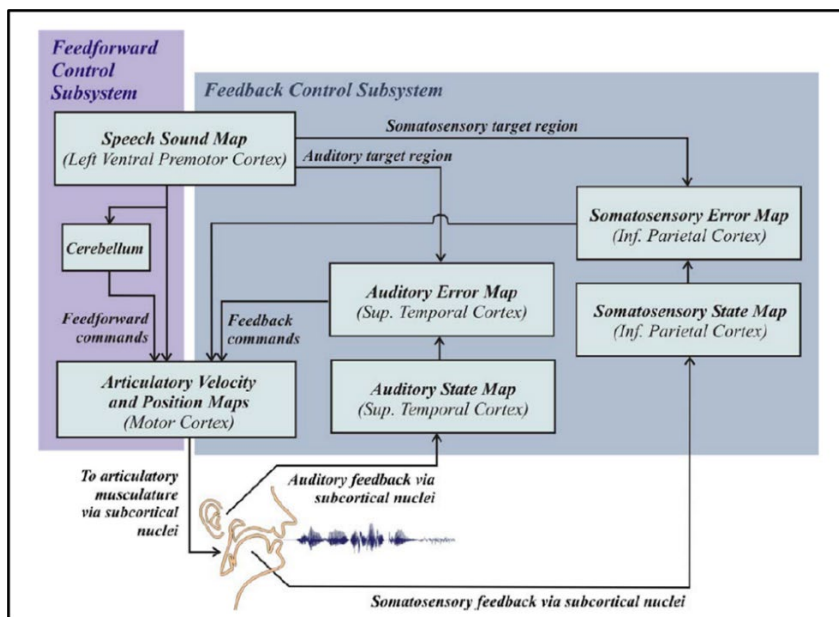 Feedforward
Control
Subsystem
Feedback Control Subsystem
Speech Sound Map
(Left Ventral Premotor Cortex)
Somatosensory target region
Auditory target region
Cerebellum
Somatosensory Error Map
(Inf. Parietal Cortex)
Auditory Error Map
(Sup. Temporal Cortex)
Somatosensory State Map
(Inf. Parietal Cortex)
Feedforward
commands
Feedback
commands
Articulatory Velocity
and Position Maps
(Motor Cortex)
Auditory State Map
(Sup. Temporal Cortex)
To articulatory
musculature
via subcortical
nuclei
Auditory feedback via
subcortical nuclei
Somatosensory feedback via subcortical nuclei